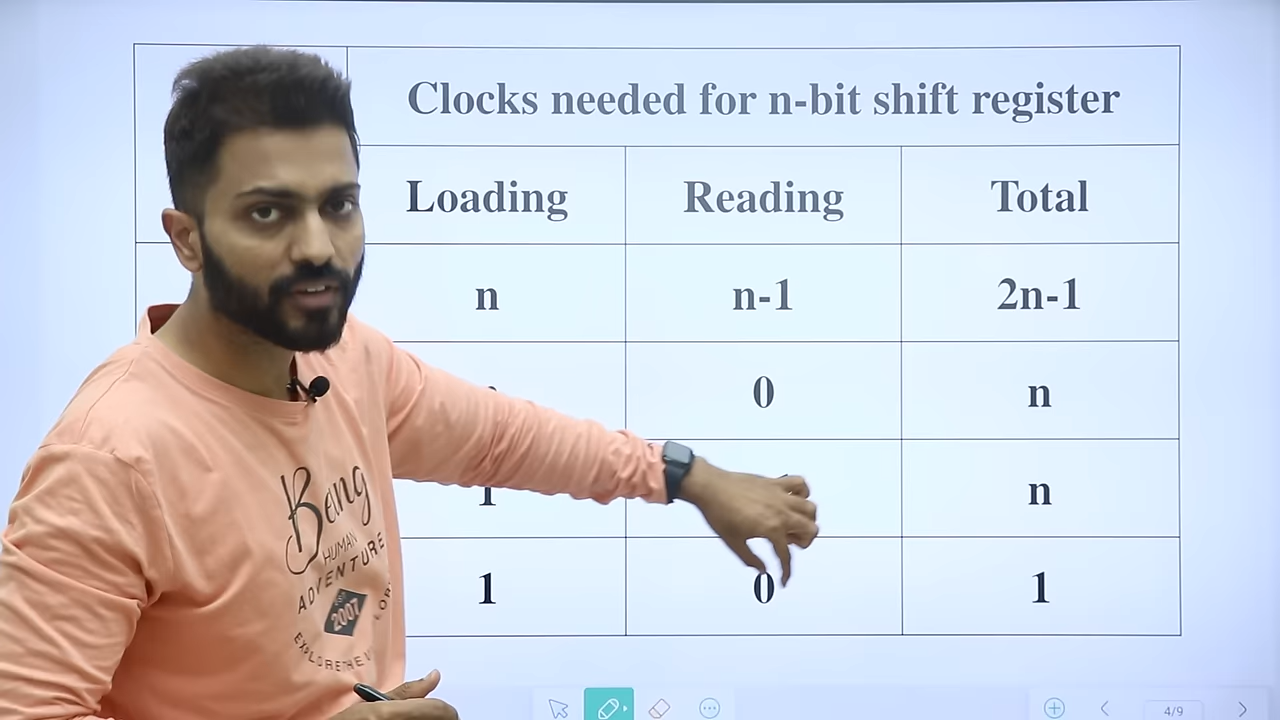 Clocks needed for n-bit shift register
Loading Reading Total
n n-1 2n-1
0 n
1 n
1 0 1
Being
HUMAN
ADVENTURE
2007
4/9